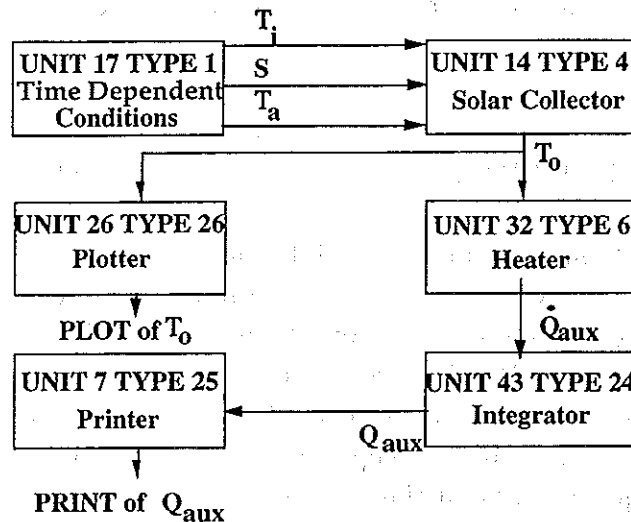 T_i
UNIT 17 TYPE 1
Time Dependent
Conditions
S
T_a
UNIT 14 TYPE 4
Solar Collector
T_o
UNIT 26 TYPE 26
Plotter
UNIT 32 TYPE 6
Heater
PLOT of T_o
Q̇_aux
UNIT 7 TYPE 25
Printer
UNIT 43 TYPE 24
Integrator
Q_aux
PRINT of Q_aux